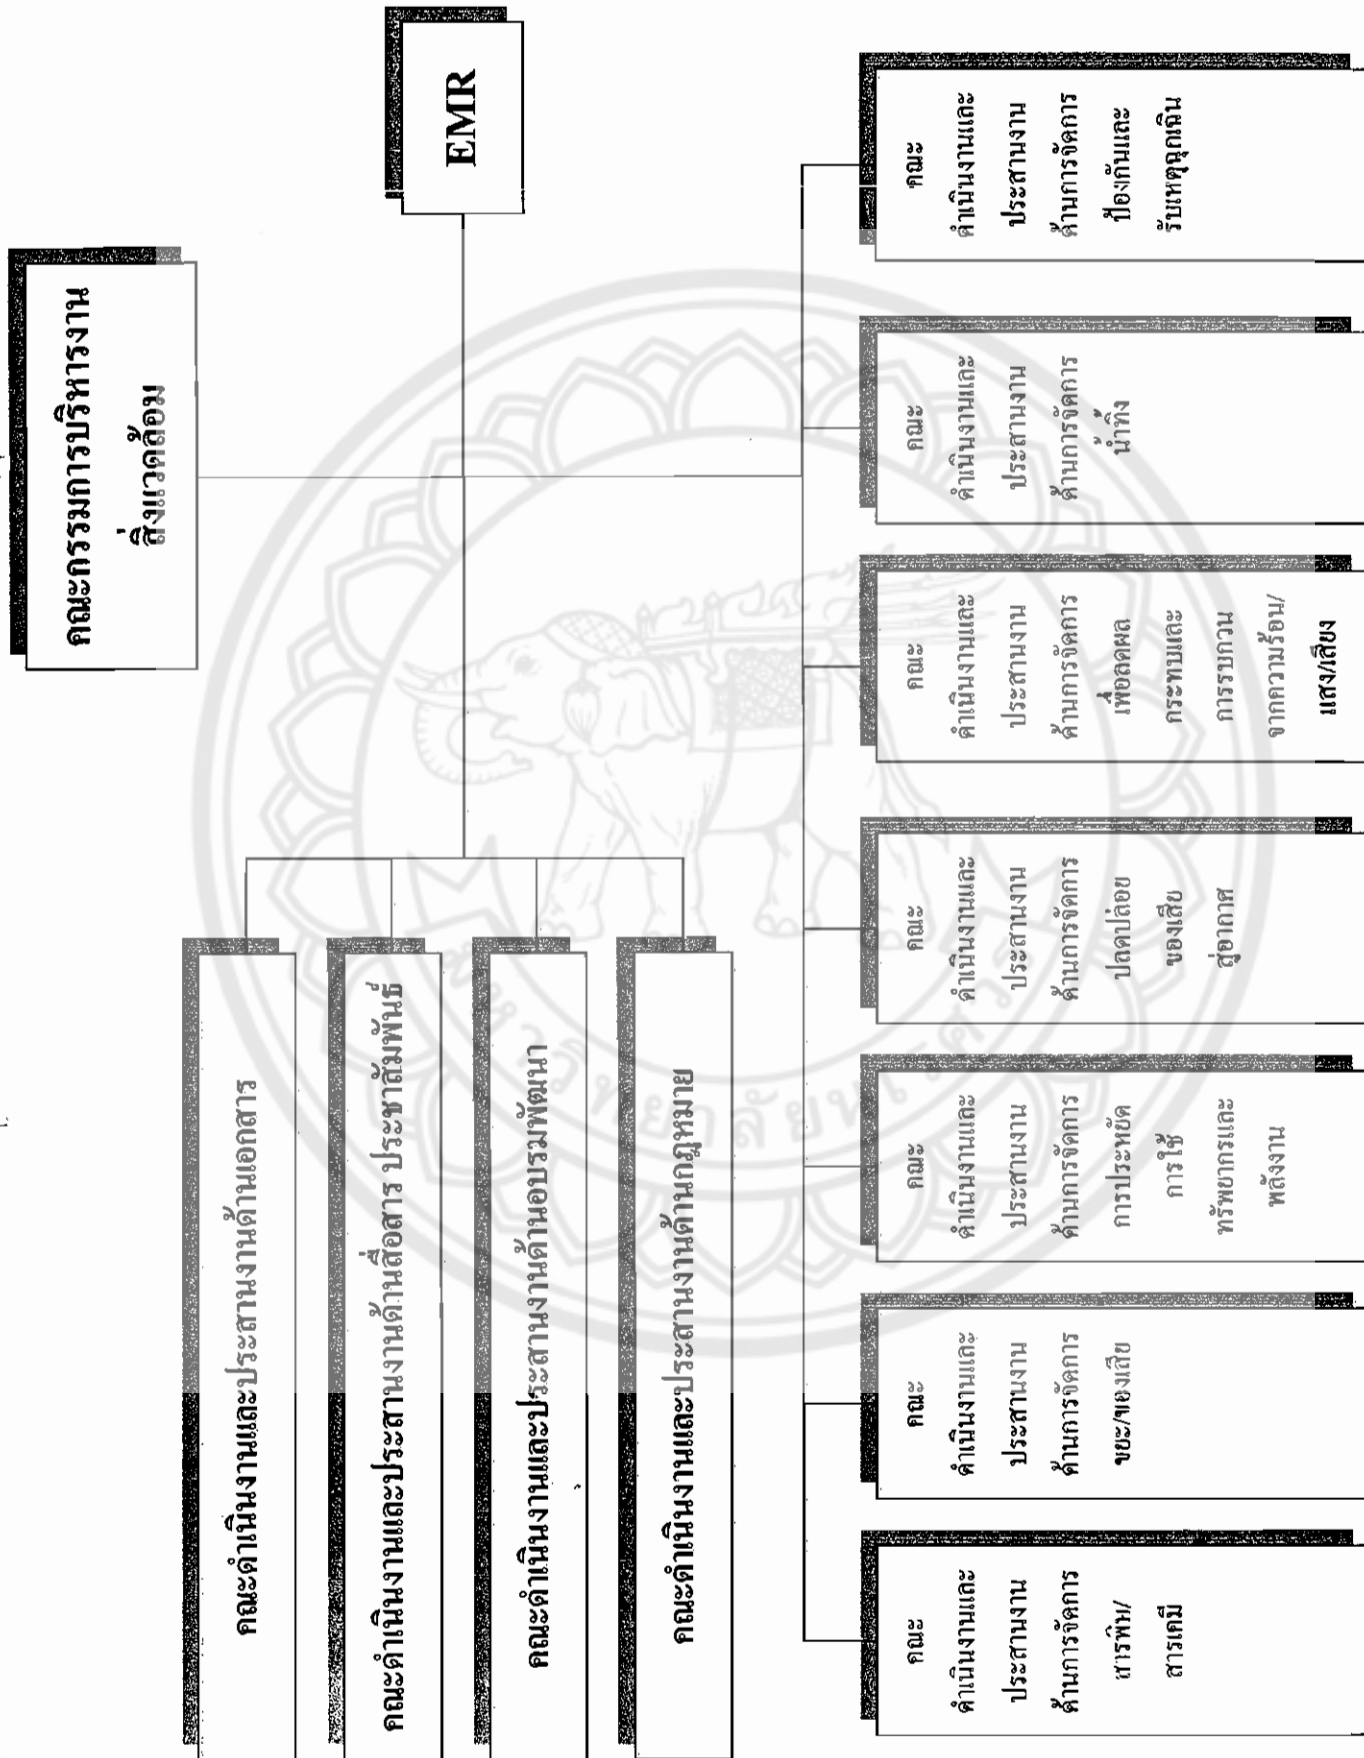 คณะกรรมการบริหารงาน
สิ่งแวดล้อม
EMR
คณะดำเนินงานและประสานงานด้านเอกสาร
คณะดำเนินงานและประสานงานด้านสื่อสาร ประชาสัมพันธ์
คณะดำเนินงานและประสานงานด้านอบรมพัฒนา
คณะดำเนินงานและประสานงานด้านกฎหมาย
คณะ
ดำเนินงานและ
ประสานงาน
ด้านการจัดการ
สารพิษ/
สารเคมี
คณะ
ดำเนินงานและ
ประสานงาน
ด้านการจัดการ
ขยะ/ของเสีย
คณะ
ดำเนินงานและ
ประสานงาน
ด้านการจัดการ
การประหยัด
การใช้
ทรัพยากรและ
พลังงาน
คณะ
ดำเนินงานและ
ประสานงาน
ด้านการจัดการ
ปลดปล่อย
ของเสีย
สู่อากาศ
คณะ
ดำเนินงานและ
ประสานงาน
ด้านการจัดการ
เพื่อลดผล
กระทบและ
การรบกวน
จากความร้อน/
แสง/เสียง
คณะ
ดำเนินงานและ
ประสานงาน
ด้านการจัดการ
น้ำทิ้ง
คณะ
ดำเนินงานและ
ประสานงาน
ด้านการจัดการ
ป้องกันและ
รับเหตุฉุกเฉิน
มหาวิทยาลัยนเรศวร